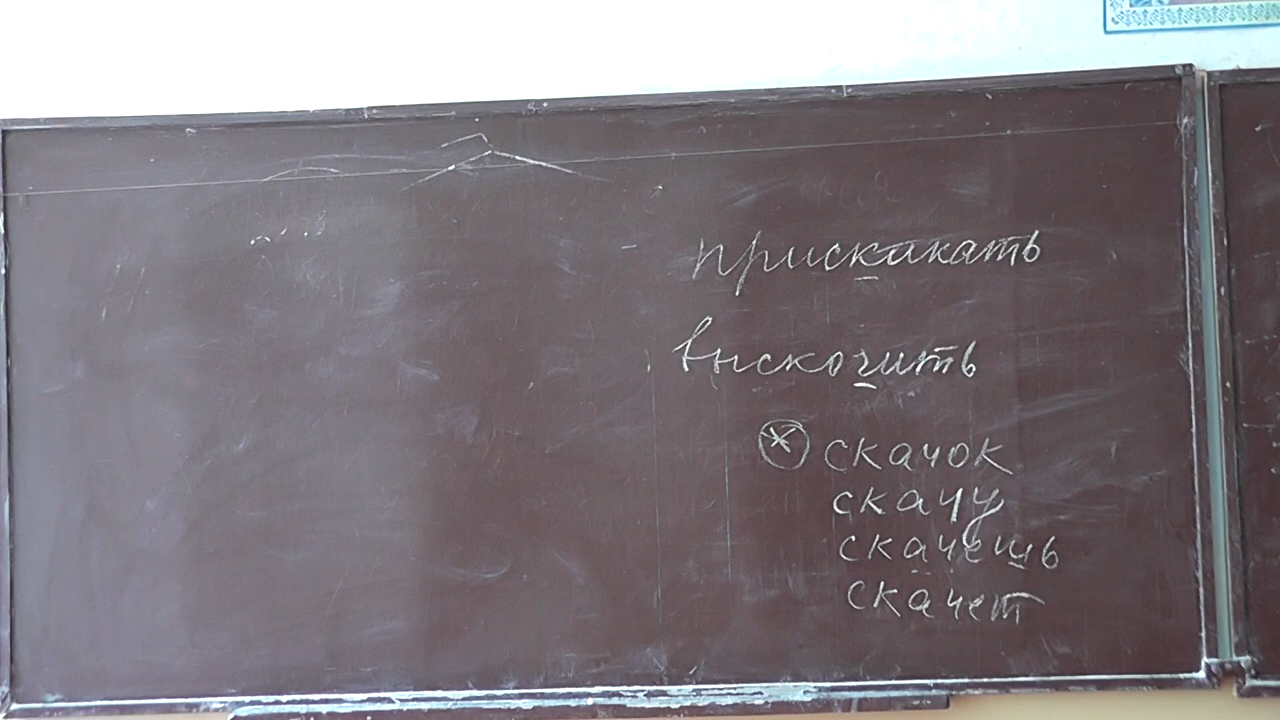 прискакать
выскочить
скачок
скачу
скачешь
скачет